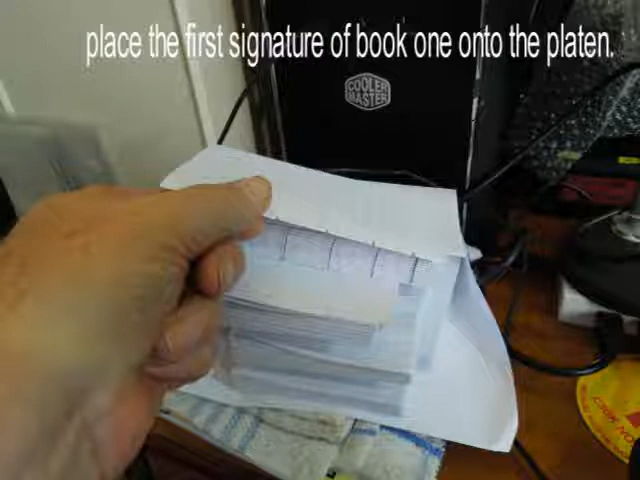 place the first signature of book one onto the platen.
COOLER
MASTER